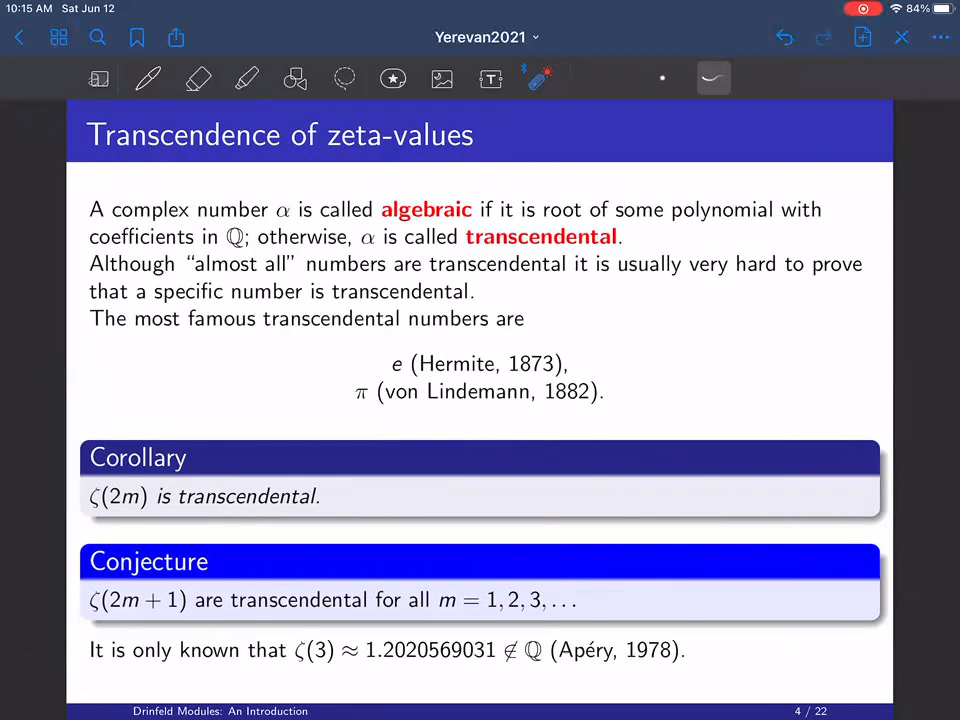 10:15 AM Sat Jun 12
84%
Yerevan2021
T
Transcendence of zeta-values
A complex number α is called algebraic if it is root of some polynomial with
coefficients in ℚ; otherwise, α is called transcendental.
Although “almost all” numbers are transcendental it is usually very hard to prove
that a specific number is transcendental.
The most famous transcendental numbers are
e (Hermite, 1873),
π (von Lindemann, 1882).
Corollary
ζ(2m) is transcendental.
Conjecture
ζ(2m + 1) are transcendental for all m = 1, 2, 3, . . .
It is only known that ζ(3) ≈ 1.2020569031 ∉ ℚ (Apéry, 1978).
Drinfeld Modules: An Introduction
4 / 22